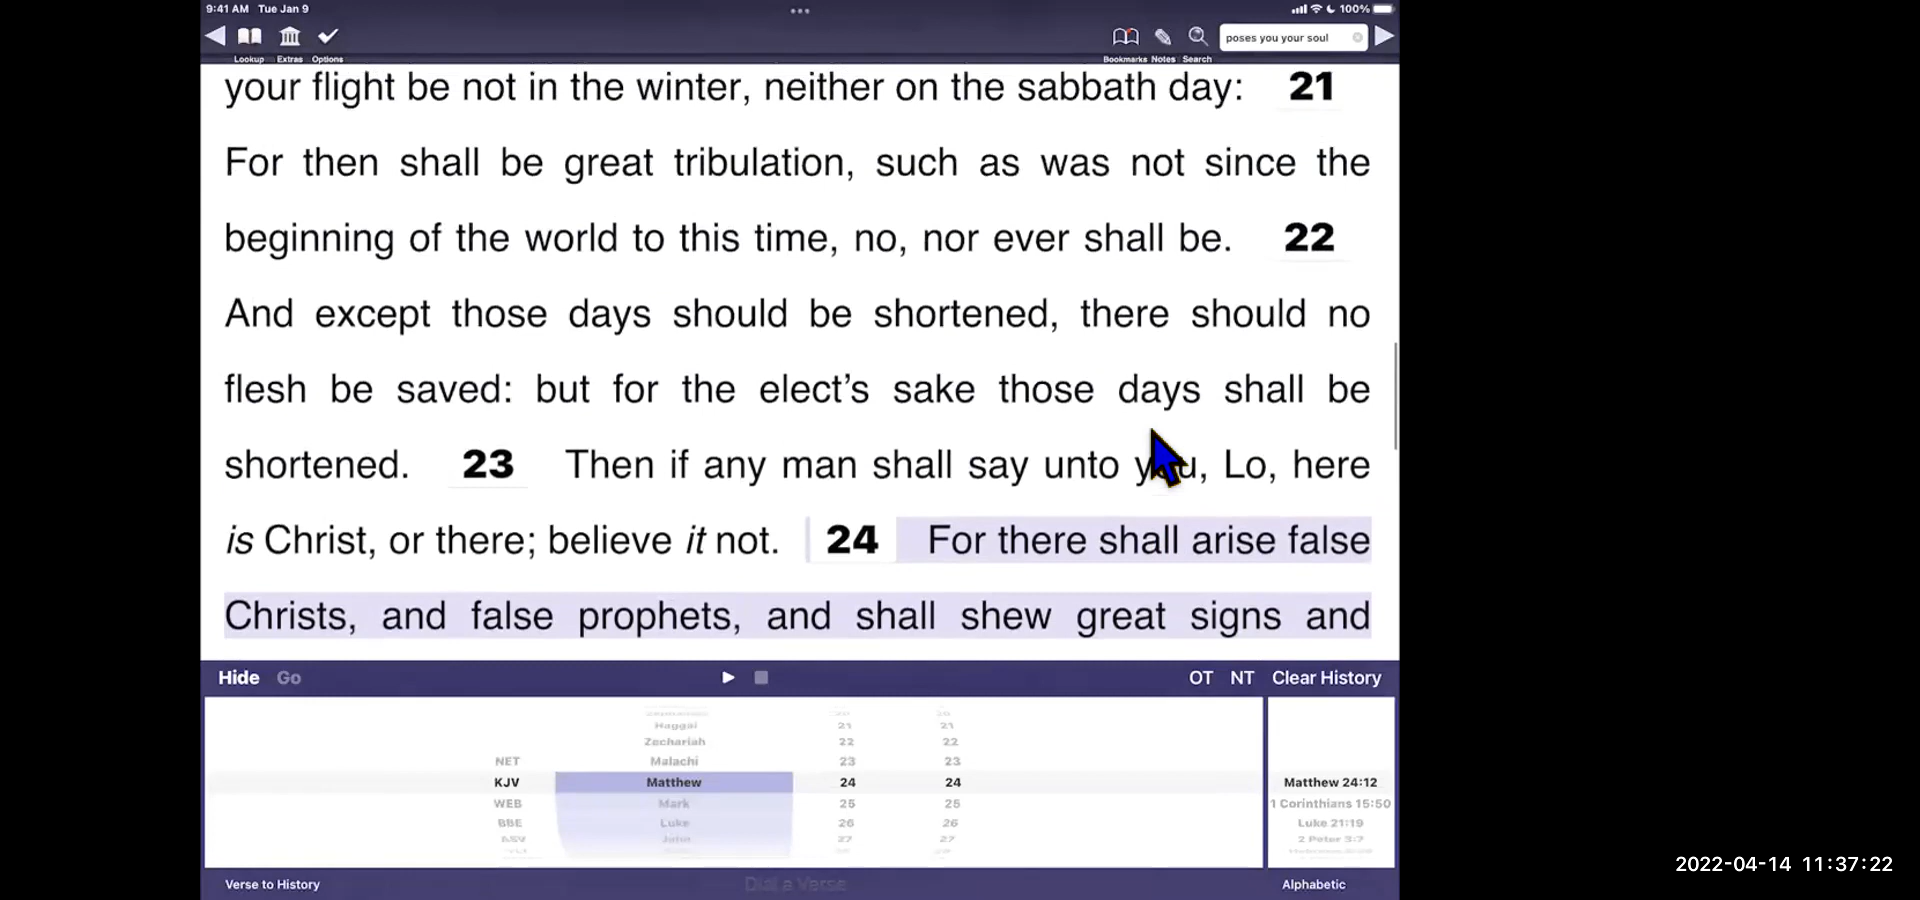 9:41 AM Tue Jan 9
100%
Lookup Extras Options
Bookmarks Notes Search
poses you your soul
your flight be not in the winter, neither on the sabbath day: 21
For then shall be great tribulation, such as was not since the
beginning of the world to this time, no, nor ever shall be. 22
And except those days should be shortened, there should no
flesh be saved: but for the elect's sake those days shall be
shortened. 23 Then if any man shall say unto you, Lo, here
is Christ, or there; believe it not. 24 For there shall arise false
Christs, and false prophets, and shall shew great signs and
Hide Go
OT NT Clear History
Haggai 21 21
Zechariah 22 22
NET Malachi 23 23
KJV Matthew 24 24
WEB Mark 25 25
BBE Luke 26 26
ASV John 27 27
Matthew 24:12
1 Corinthians 15:50
Luke 21:19
2 Peter 3:7
Verse to History
Dial a Verse
Alphabetic
2022-04-14 11:37:22